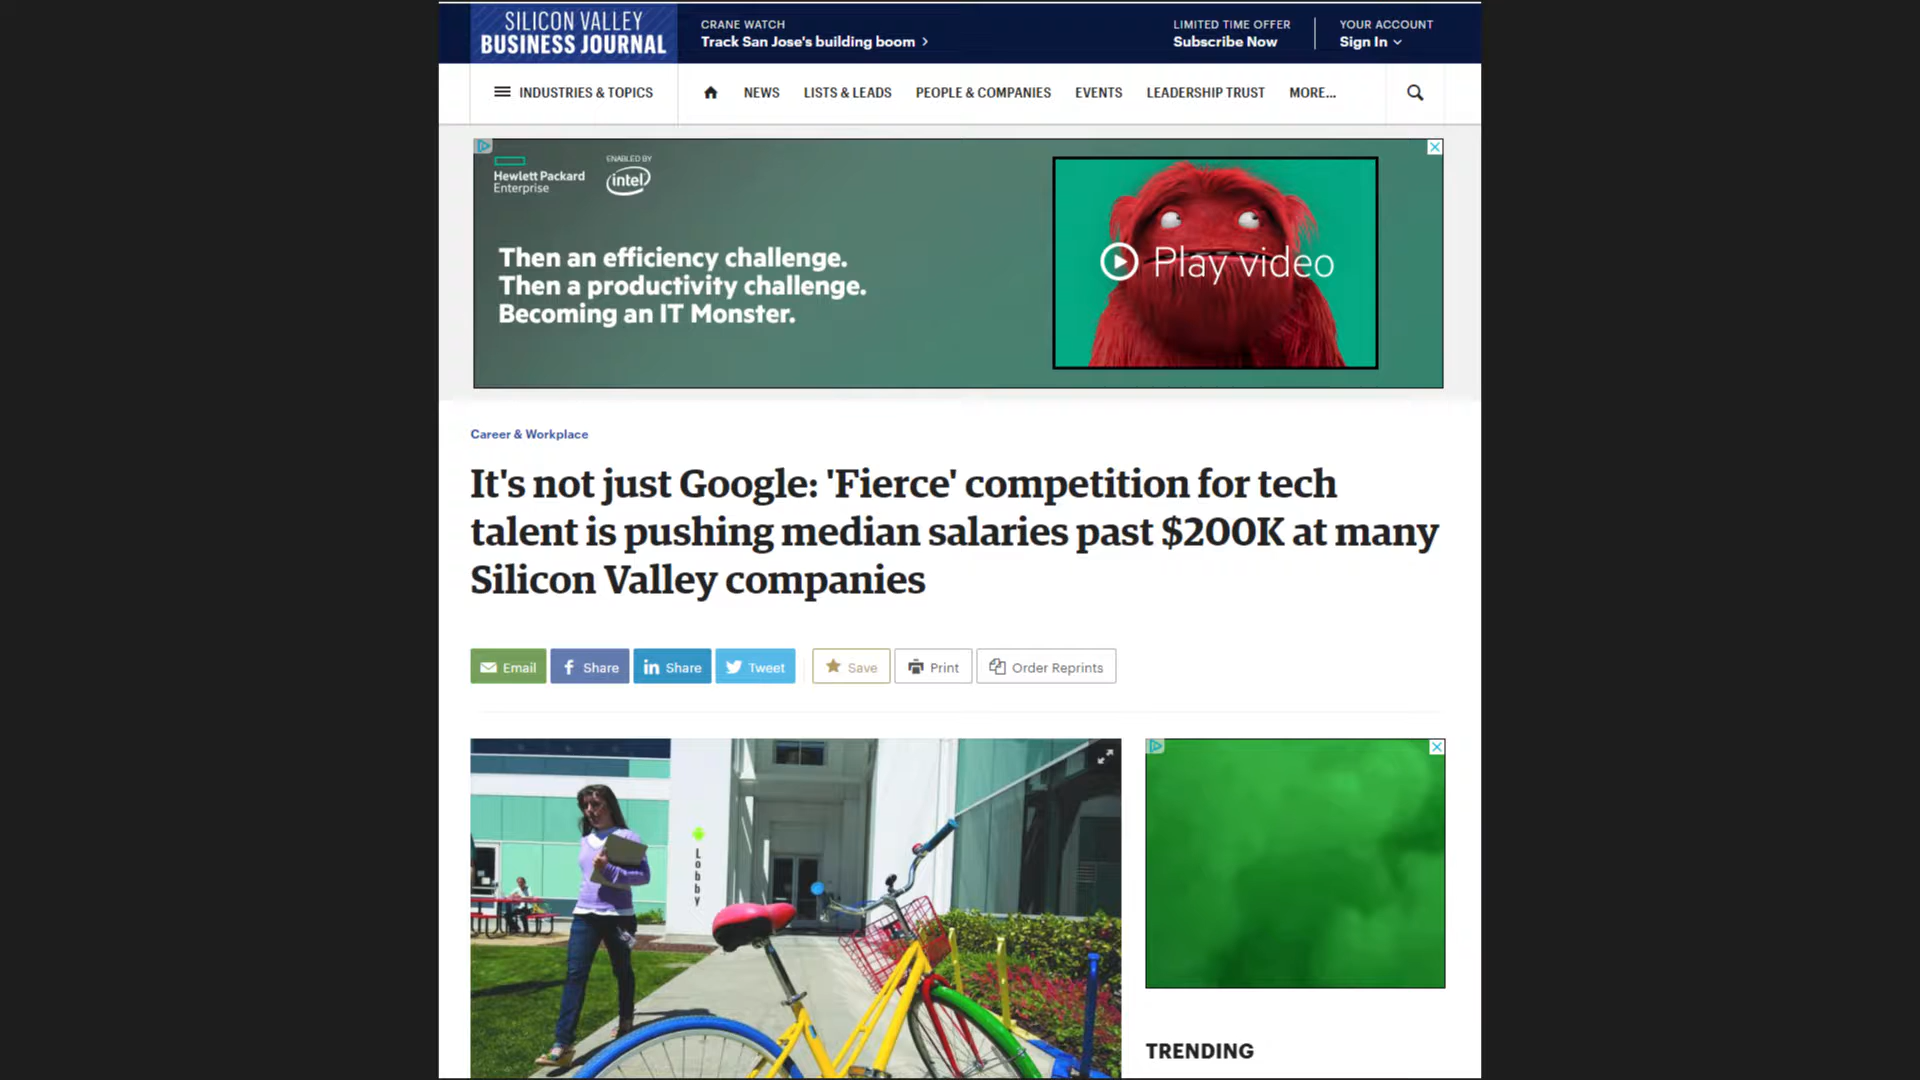 SILICON VALLEY
BUSINESS JOURNAL
CRANE WATCH
Track San Jose's building boom
LIMITED TIME OFFER
Subscribe Now
YOUR ACCOUNT
Sign In
INDUSTRIES & TOPICS
NEWS
LISTS & LEADS
PEOPLE & COMPANIES
EVENTS
LEADERSHIP TRUST
MORE...
Hewlett Packard
Enterprise
ENABLED BY
intel
Then an efficiency challenge.
Then a productivity challenge.
Becoming an IT Monster.
Play video
Career & Workplace
It's not just Google: 'Fierce' competition for tech
talent is pushing median salaries past $200K at many
Silicon Valley companies
Email
Share
Share
Tweet
Save
Print
Order Reprints
Lobby
TRENDING